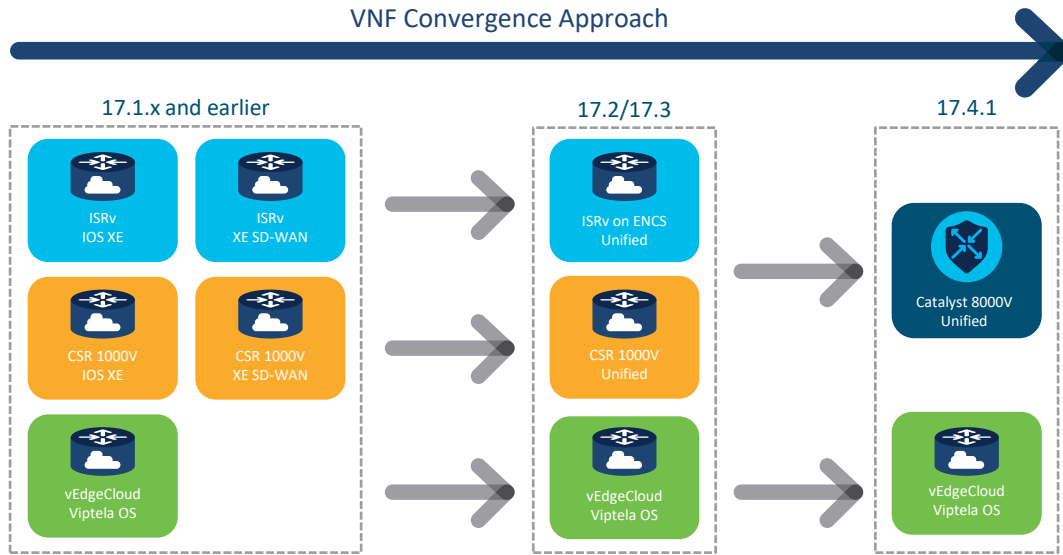 VNF Convergence Approach
17.1.x and earlier
17.2/17.3
17.4.1
ISRv
IOS XE
ISRv
XE SD-WAN
ISRv on ENCS
Unified
CSR 1000V
IOS XE
CSR 1000V
XE SD-WAN
CSR 1000V
Unified
Catalyst 8000V
Unified
vEdgeCloud
Viptela OS
vEdgeCloud
Viptela OS
vEdgeCloud
Viptela OS